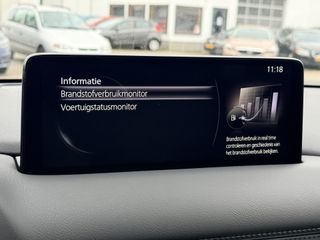 11:18
Informatie
Brandstofverbruikmonitor
Voertuigstatusmonitor
Brandstofverbruik in real time
controleren en geschiedenis van
het brandstofverbruik bekijken.